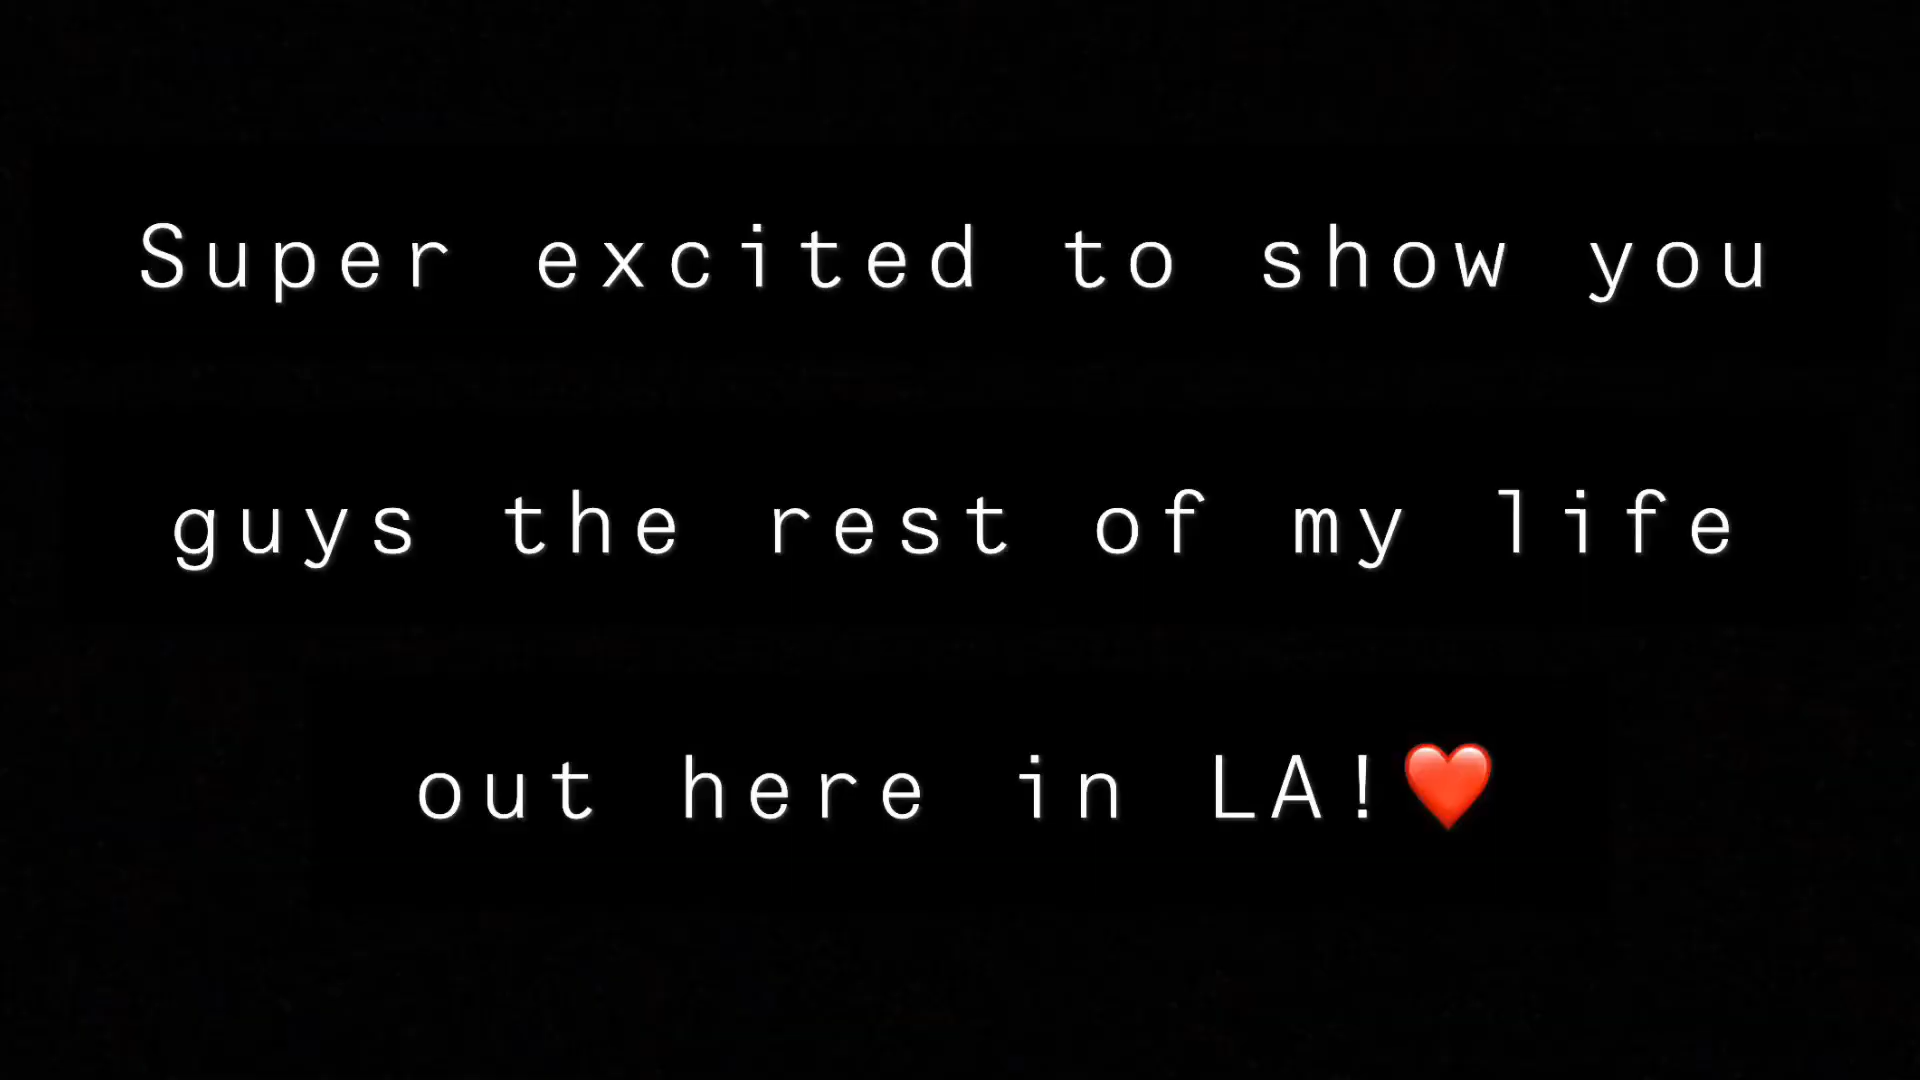 Super excited to show you
guys the rest of my life
out here in LA!❤️